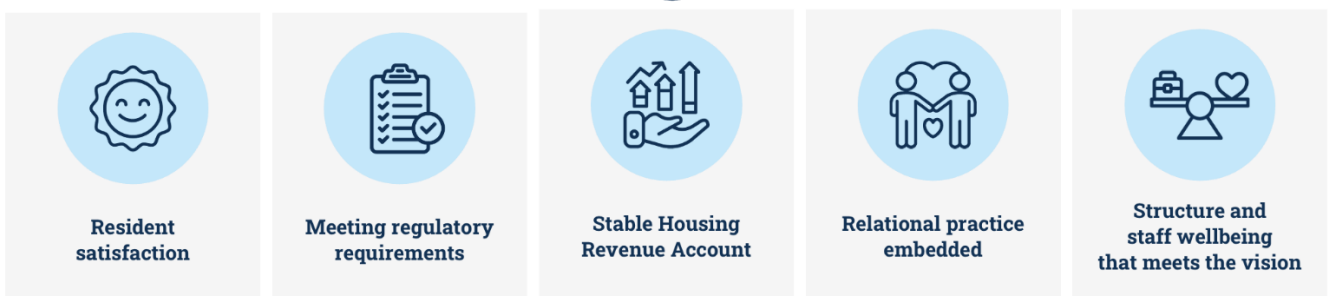 Resident
satisfaction
Meeting regulatory
requirements
Stable Housing
Revenue Account
Relational practice
embedded
Structure and
staff wellbeing
that meets the vision